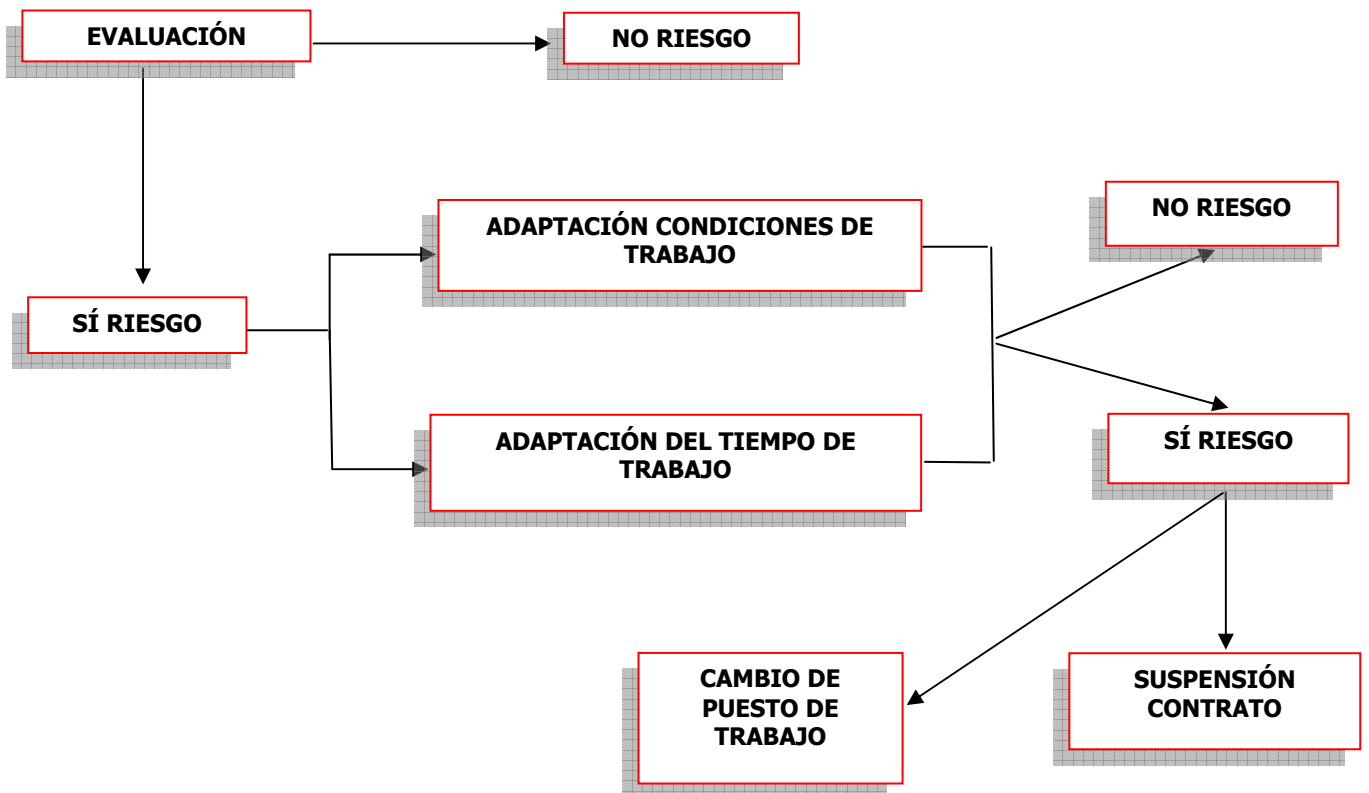 EVALUACIÓN
NO RIESGO
SÍ RIESGO
ADAPTACIÓN CONDICIONES DE
TRABAJO
ADAPTACIÓN DEL TIEMPO DE
TRABAJO
NO RIESGO
SÍ RIESGO
CAMBIO DE
PUESTO DE
TRABAJO
SUSPENSIÓN
CONTRATO